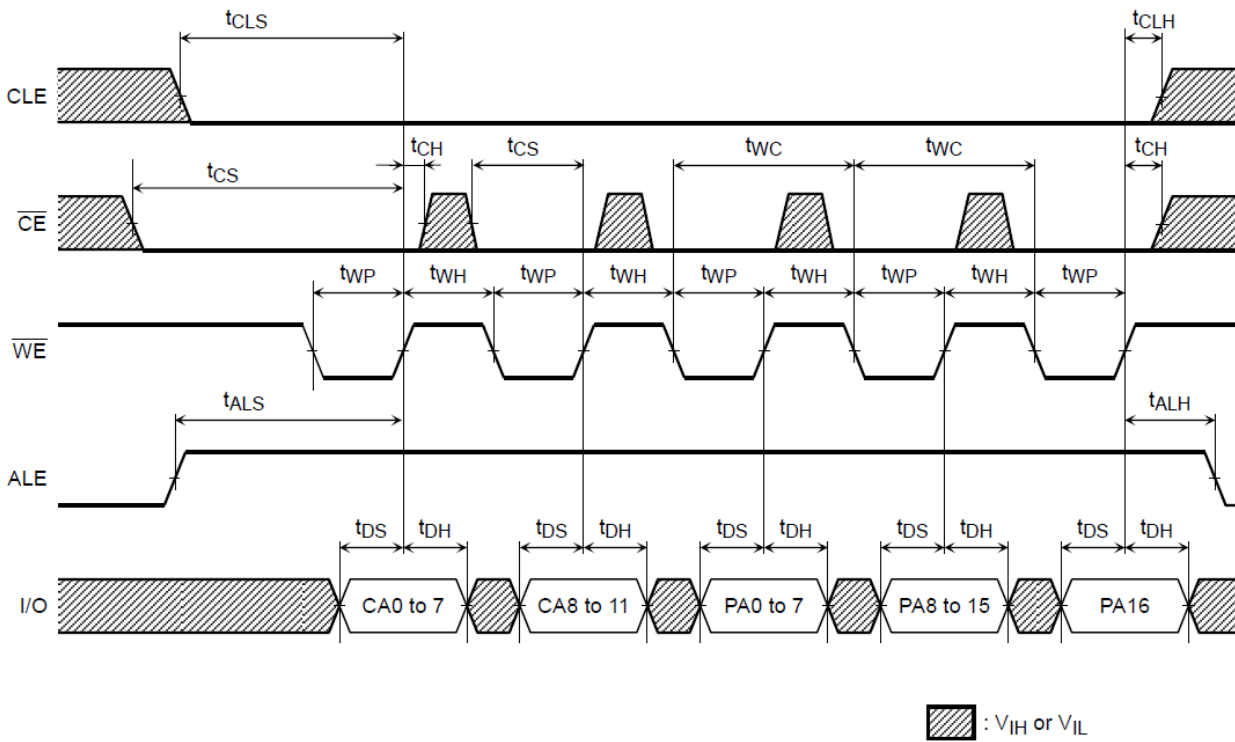 tCLS tCLH
CLE
tCH tCS tWC tWC tCH
tCS
CE
tWP tWH tWP tWH tWP tWH tWP tWH tWP
WE
tALS tALH
ALE
tDS tDH tDS tDH tDS tDH tDS tDH tDS tDH
I/O CA0 to 7 CA8 to 11 PA0 to 7 PA8 to 15 PA16
: VIH or VIL